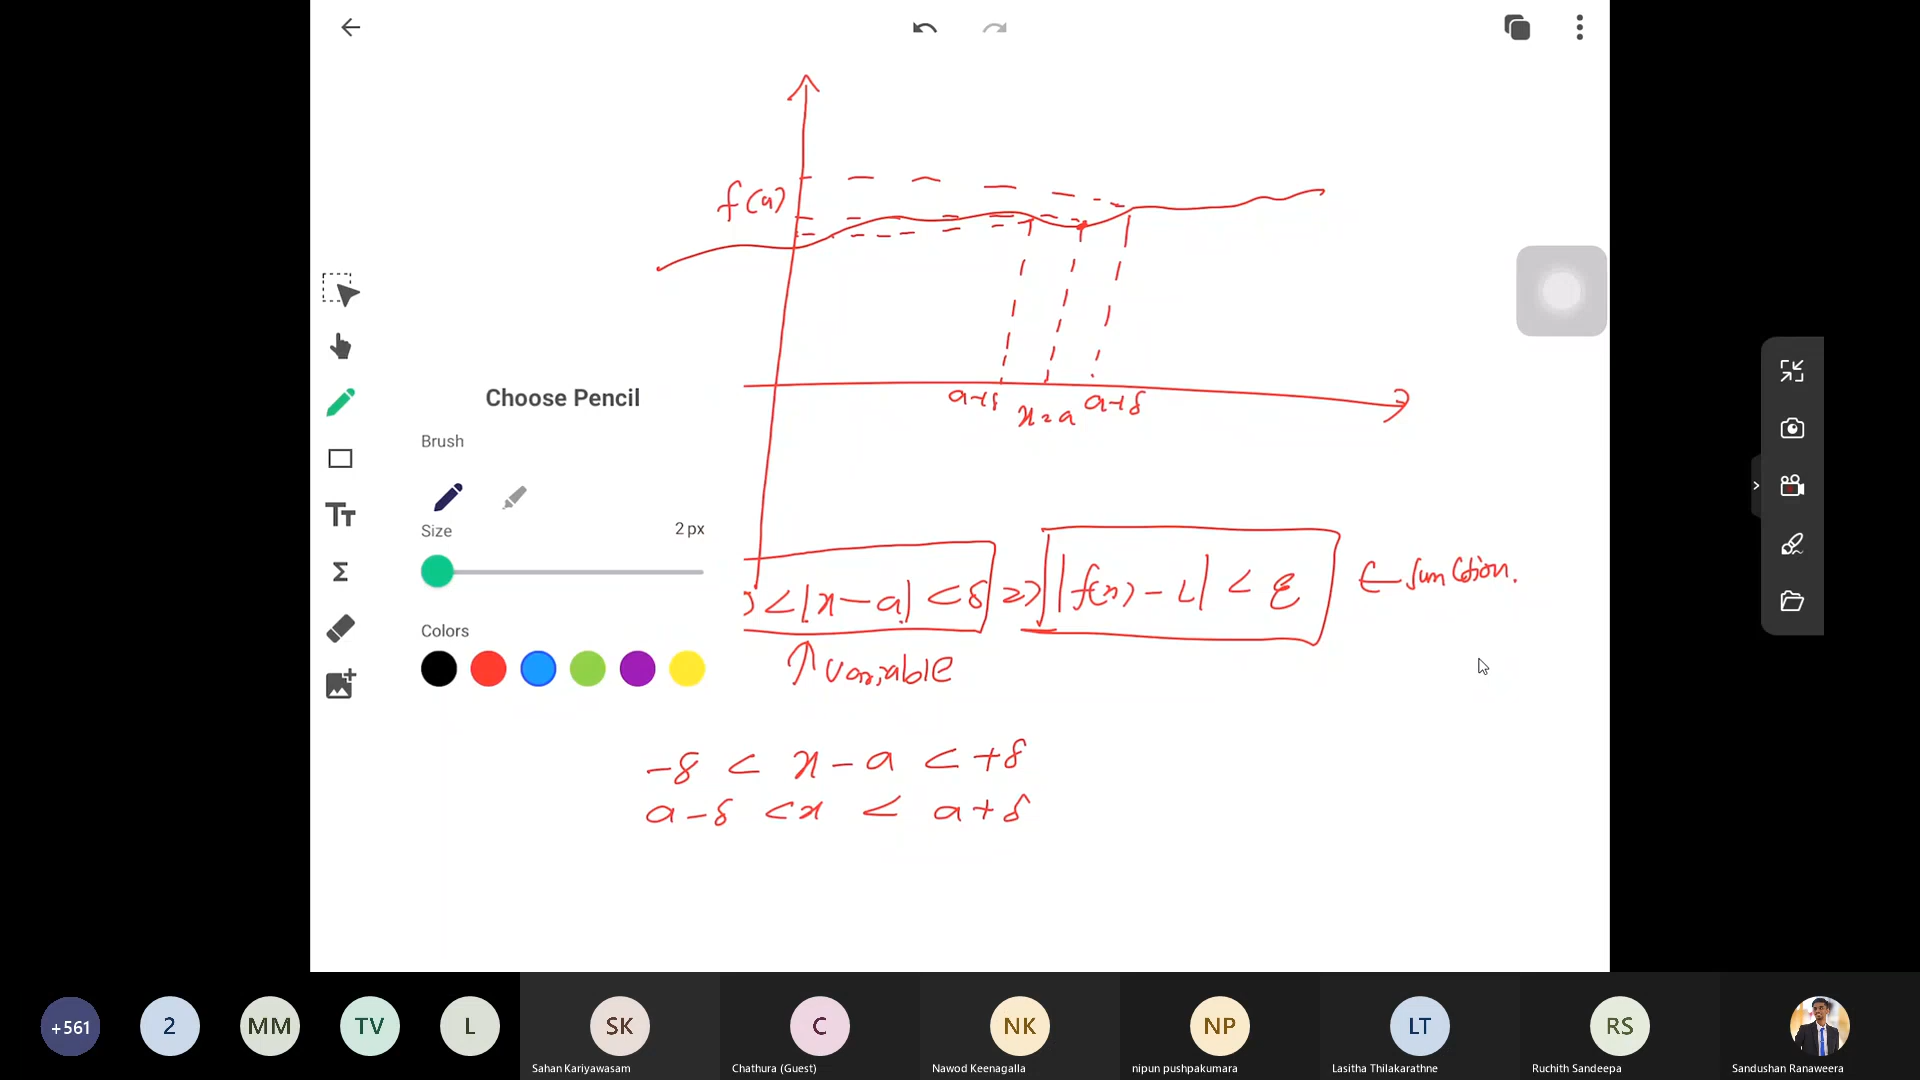 f(a)
a+δ
x=a
a+δ
Choose Pencil
Brush
Size
2 px
Colors
<|x-a|<δ => |f(x)-L|<ε ← function.
↑ variable
-δ < x-a < +δ
a-δ < x < a+δ
+561
2
MM
TV
L
SK
C
NK
NP
LT
RS
Sahan Kariyawasam
Chathura (Guest)
Nawod Keenagalla
nipun pushpakumara
Lasitha Thilakarathne
Ruchith Sandeepa
Sandushan Ranaweera